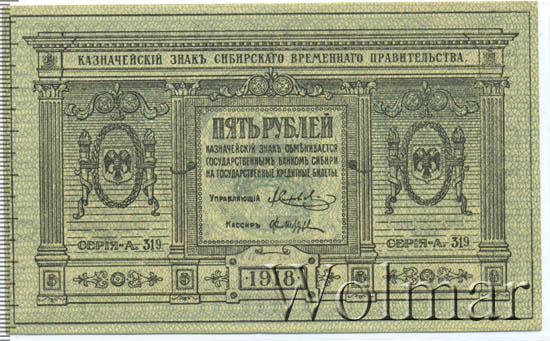 КАЗНАЧЕЙСКІЙ ЗНАКЪ СИБИРСКАГО ВРЕМЕННАГО ПРАВИТЕЛЬСТВА.
ПЯТЬ РУБЛЕЙ
КАЗНАЧЕЙСКІЙ ЗНАКЪ ОБМѢНИВАЕТСЯ
ГОСУДАРСТВЕННЫМЪ БАНКОМЪ СИБИРИ
НА ГОСУДАРСТВЕННЫЕ КРЕДИТНЫЕ БИЛЕТЫ.
УПРАВЛЯЮЩІЙ
КАССИРЪ
СЕРІЯ-А. 319. СЕРІЯ-А. 319
5 5 1918 5 5
Wolmar